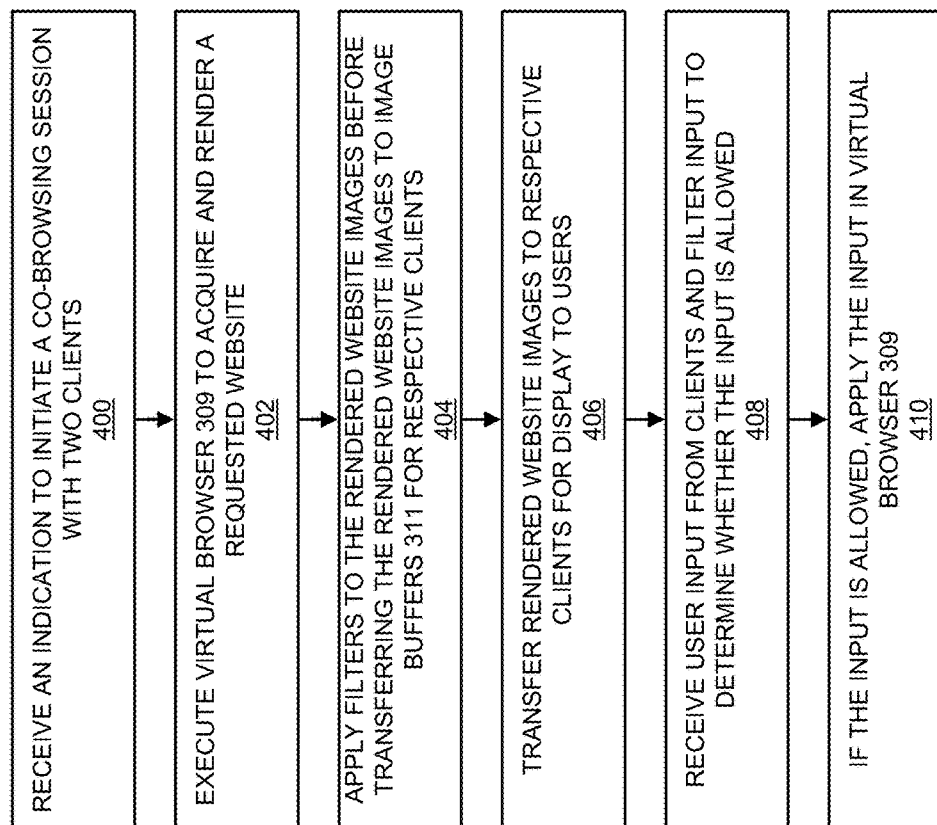 RECEIVE AN INDICATION TO INITIATE A CO-BROWSING SESSION
WITH TWO CLIENTS
400
EXECUTE VIRTUAL BROWSER 309 TO ACQUIRE AND RENDER A
REQUESTED WEBSITE
402
APPLY FILTERS TO THE RENDERED WEBSITE IMAGES BEFORE
TRANSFERRING THE RENDERED WEBSITE IMAGES TO IMAGE
BUFFERS 311 FOR RESPECTIVE CLIENTS
404
TRANSFER RENDERED WEBSITE IMAGES TO RESPECTIVE
CLIENTS FOR DISPLAY TO USERS
406
RECEIVE USER INPUT FROM CLIENTS AND FILTER INPUT TO
DETERMINE WHETHER THE INPUT IS ALLOWED
408
IF THE INPUT IS ALLOWED, APPLY THE INPUT IN VIRTUAL
BROWSER 309
410